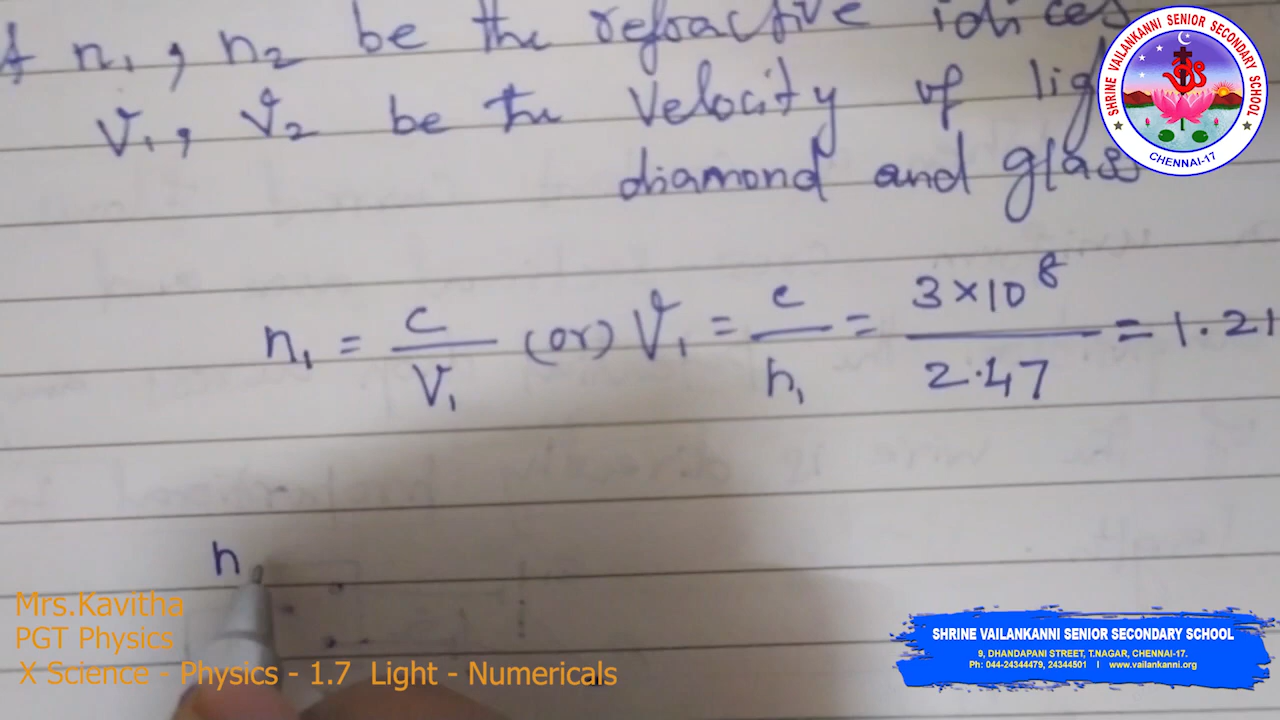 n₁, n₂ be the refractive idices
V₁, V₂ be the Velocity of
diamond and glass
n₁ = c/V₁ (or) V₁ = c/n₁ = 3×10⁸/2.47 = 1.21
n
Mrs.Kavitha
PGT Physics
X Science - Physics - 1.7 Light - Numericals
SHRINE VAILANKANNI SENIOR SECONDARY SCHOOL
CHENNAI-17
SHRINE VAILANKANNI SENIOR SECONDARY SCHOOL
9, DHANDAPANI STREET, T.NAGAR, CHENNAI-17.
Ph: 044-24344479, 24344501 | www.vailankanni.org